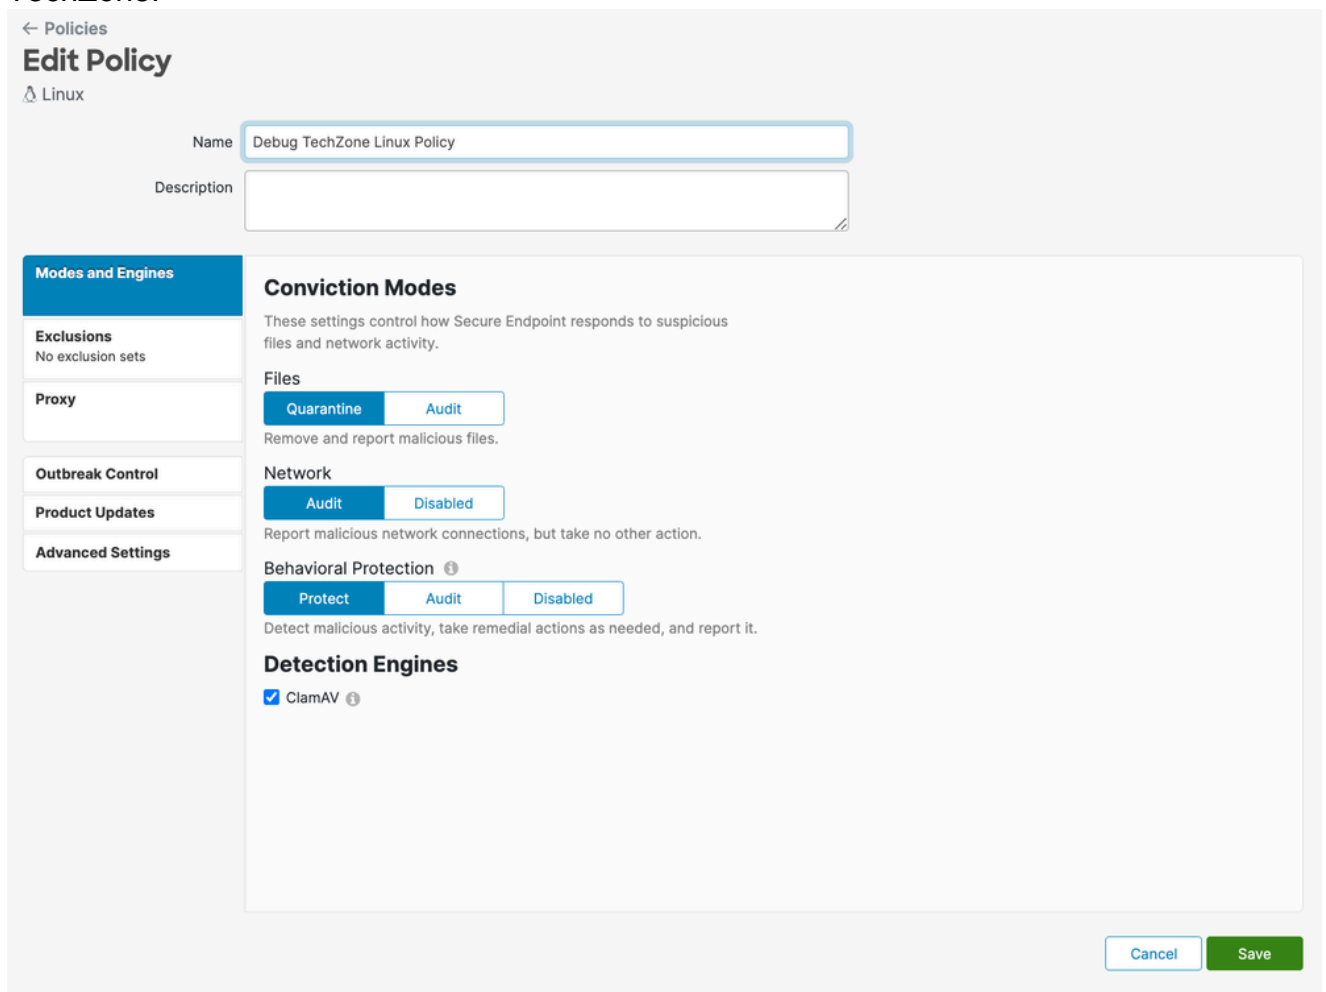 TechZone.
← Policies
Edit Policy
Linux
Name
Debug TechZone Linux Policy
Description
Modes and Engines
Exclusions
No exclusion sets
Proxy
Outbreak Control
Product Updates
Advanced Settings
Conviction Modes
These settings control how Secure Endpoint responds to suspicious
files and network activity.
Files
Quarantine Audit
Remove and report malicious files.
Network
Audit Disabled
Report malicious network connections, but take no other action.
Behavioral Protection
Protect Audit Disabled
Detect malicious activity, take remedial actions as needed, and report it.
Detection Engines
ClamAV
Cancel Save